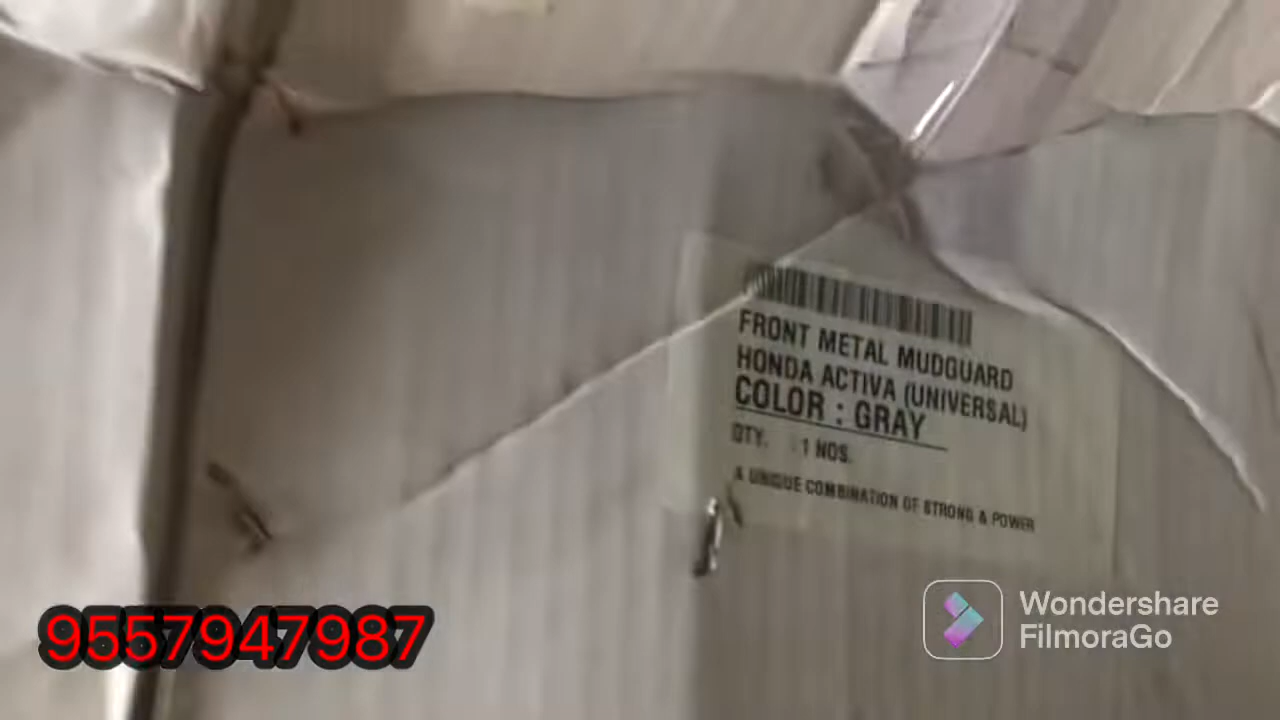 FRONT METAL MUDGUARD
HONDA ACTIVA (UNIVERSAL)
COLOR : GRAY
QTY. 1 NOS.
A UNIQUE COMBINATION OF STRONG & POWER
9557947987
Wondershare
FilmoraGo